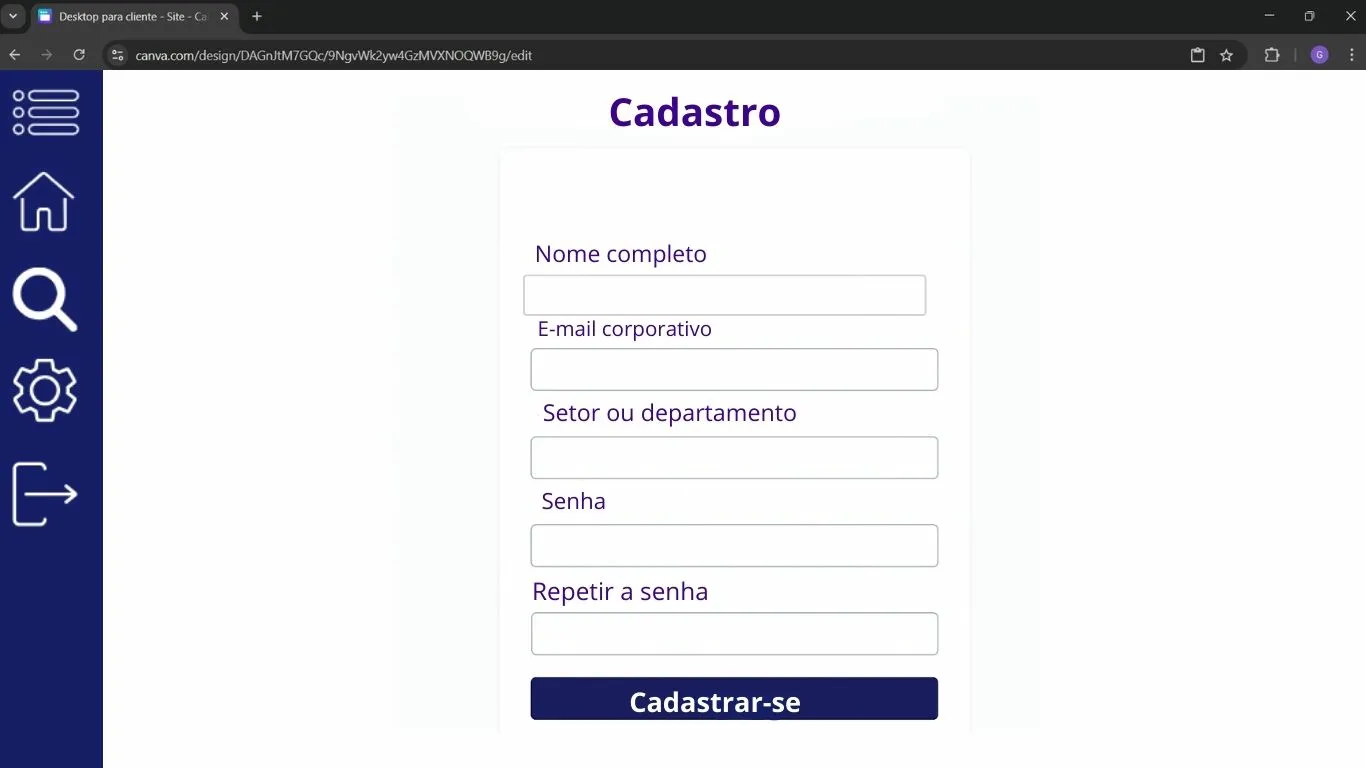 Desktop para cliente - Site - Ca
canva.com/design/DAGnJtM7GQc/9NgvWk2yw4GzMVXNOQWB9g/edit
G
Cadastro
Nome completo
E-mail corporativo
Setor ou departamento
Senha
Repetir a senha
Cadastrar-se